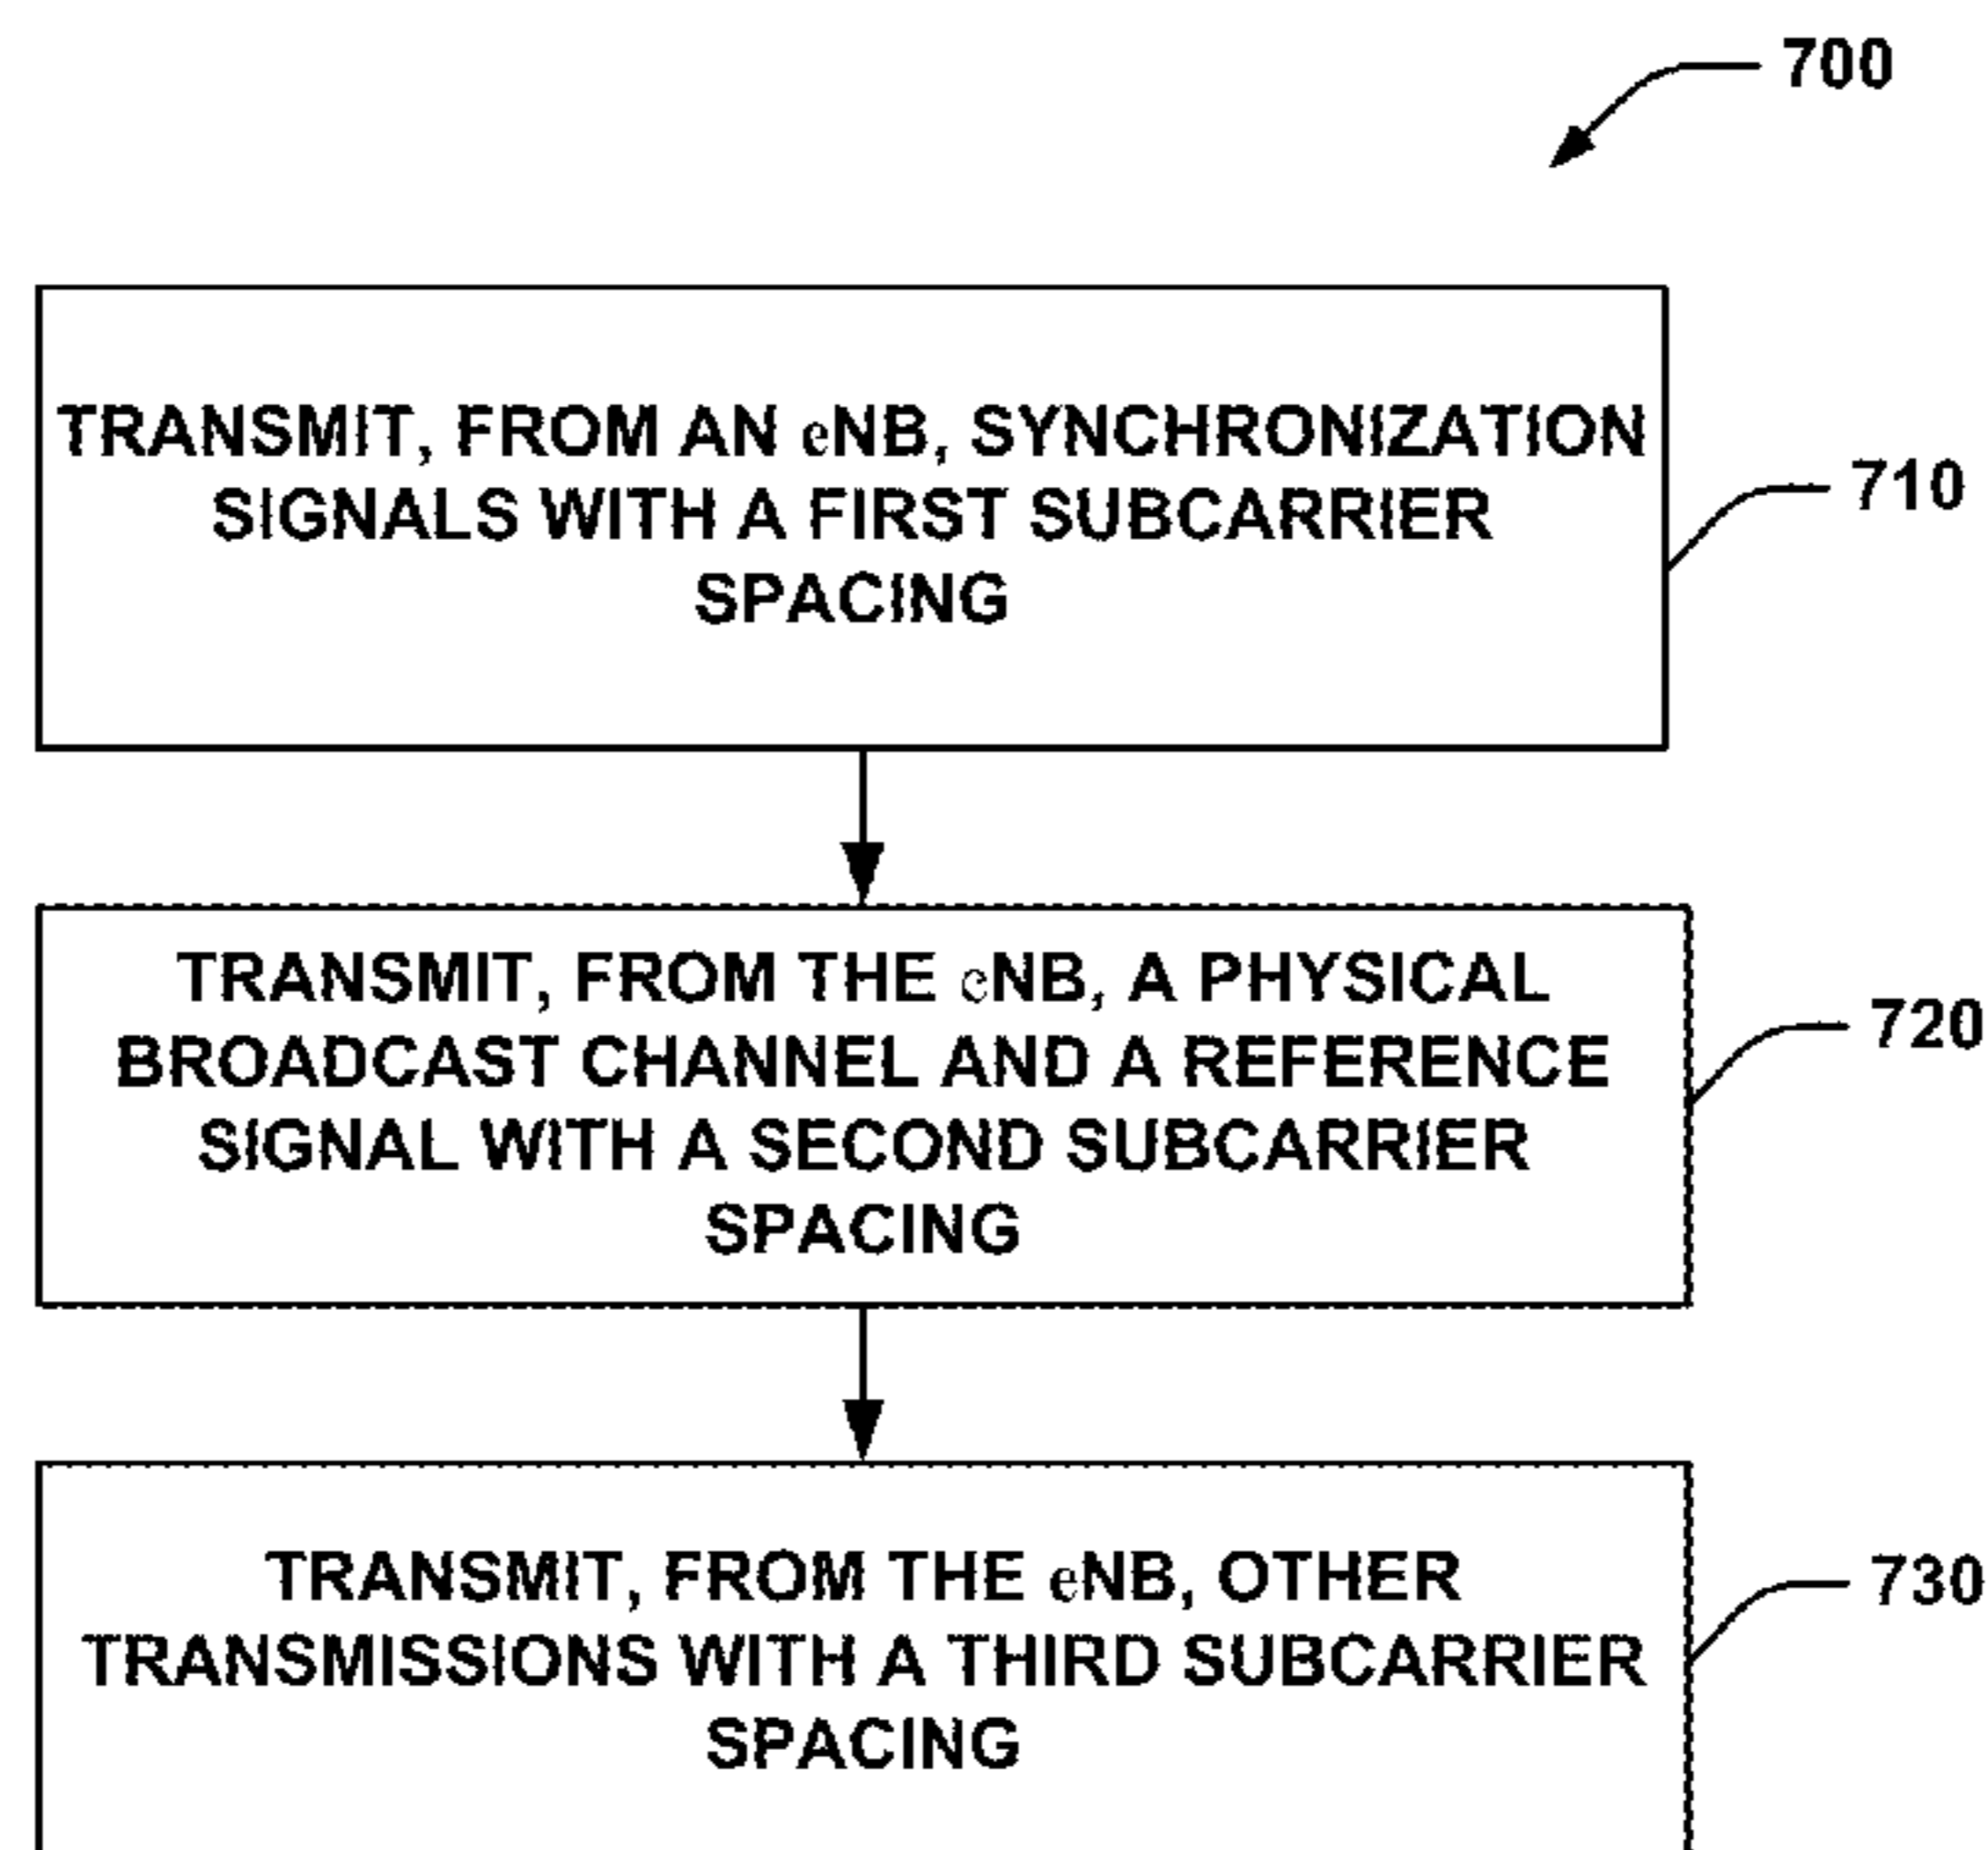 700
TRANSMIT, FROM AN eNB, SYNCHRONIZATION
SIGNALS WITH A FIRST SUBCARRIER
SPACING
710
TRANSMIT, FROM THE eNB, A PHYSICAL
BROADCAST CHANNEL AND A REFERENCE
SIGNAL WITH A SECOND SUBCARRIER
SPACING
720
TRANSMIT, FROM THE eNB, OTHER
TRANSMISSIONS WITH A THIRD SUBCARRIER
SPACING
730